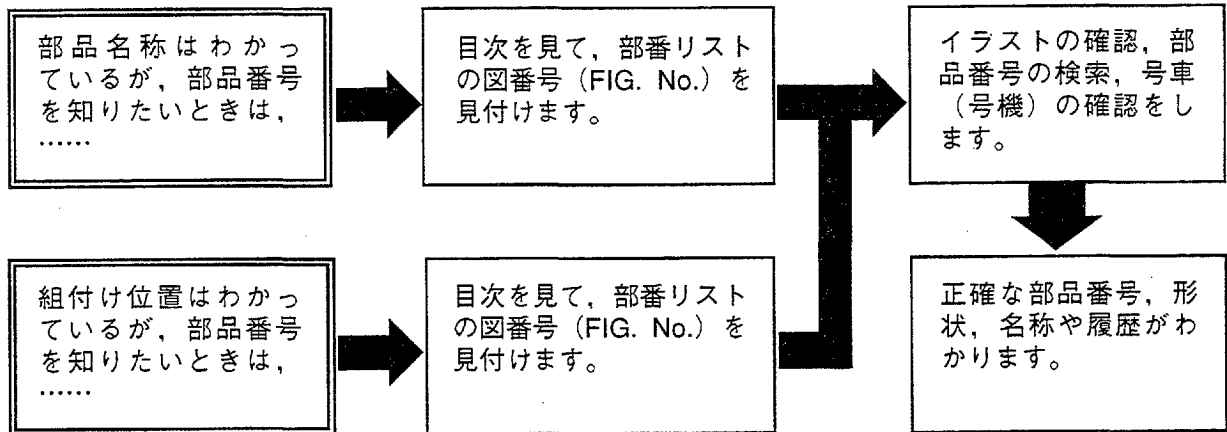 部品名称はわかっ
ているが，部品番号
を知りたいときは，
……
目次を見て，部番リスト
の図番号（FIG. No.）を
見付けます。
イラストの確認，部
品番号の検索，号車
（号機）の確認をし
ます。
組付け位置はわかっ
ているが，部品番号
を知りたいときは，
……
目次を見て，部番リスト
の図番号（FIG. No.）を
見付けます。
正確な部品番号，形
状，名称や履歴がわ
かります。